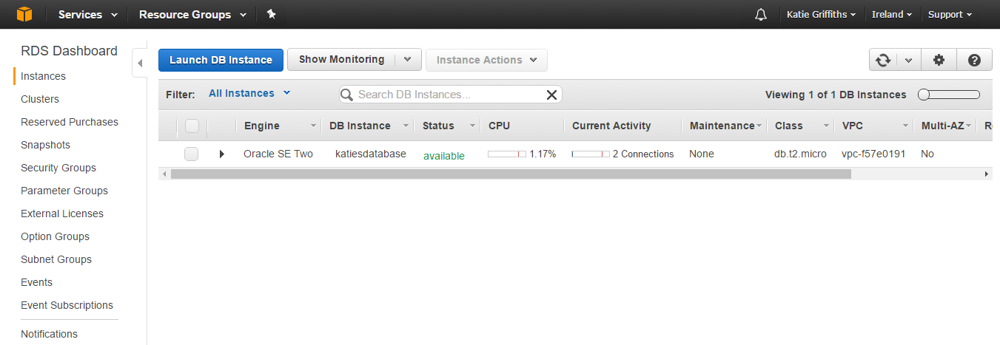 Services Resource Groups Katie Griffiths Ireland Support
RDS Dashboard
Instances
Clusters
Reserved Purchases
Snapshots
Security Groups
Parameter Groups
External Licenses
Option Groups
Subnet Groups
Events
Event Subscriptions
Notifications
Launch DB Instance Show Monitoring Instance Actions
Filter: All Instances Search DB Instances... Viewing 1 of 1 DB Instances
Engine DB Instance Status CPU Current Activity Maintenance Class VPC Multi-AZ
Oracle SE Two katiesdatabase available 1.17% 2 Connections None db.t2.micro vpc-f57e0191 No